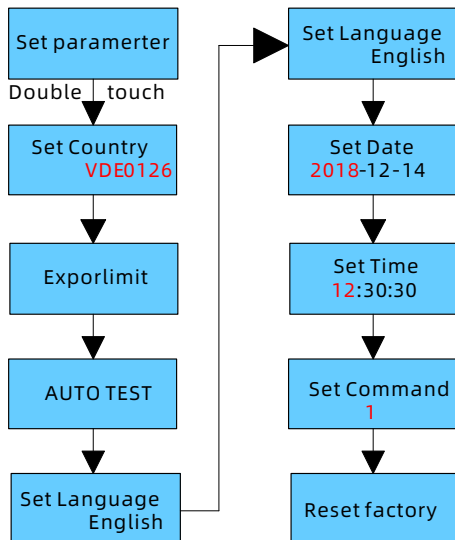 Set paramerter
Double touch
Set Country
VDE0126
Exporlimit
AUTO TEST
Set Language
English
Set Language
English
Set Date
2018-12-14
Set Time
12:30:30
Set Command
1
Reset factory